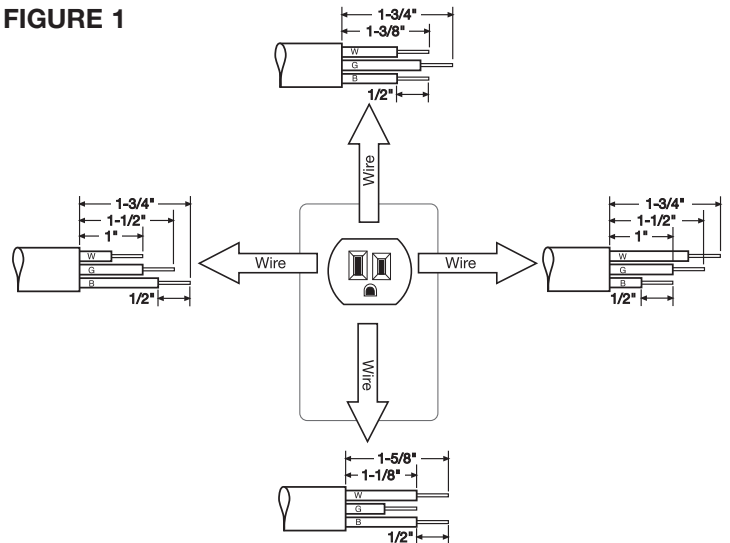 FIGURE 1
1-3/4"
1-3/8"
W
G
B
1/2"
Wire
1-3/4"
1-1/2"
1"
W
G
B
1/2"
Wire
Wire
1-3/4"
1-1/2"
1"
W
G
B
1/2"
Wire
1-5/8"
1-1/8"
W
G
B
1/2"